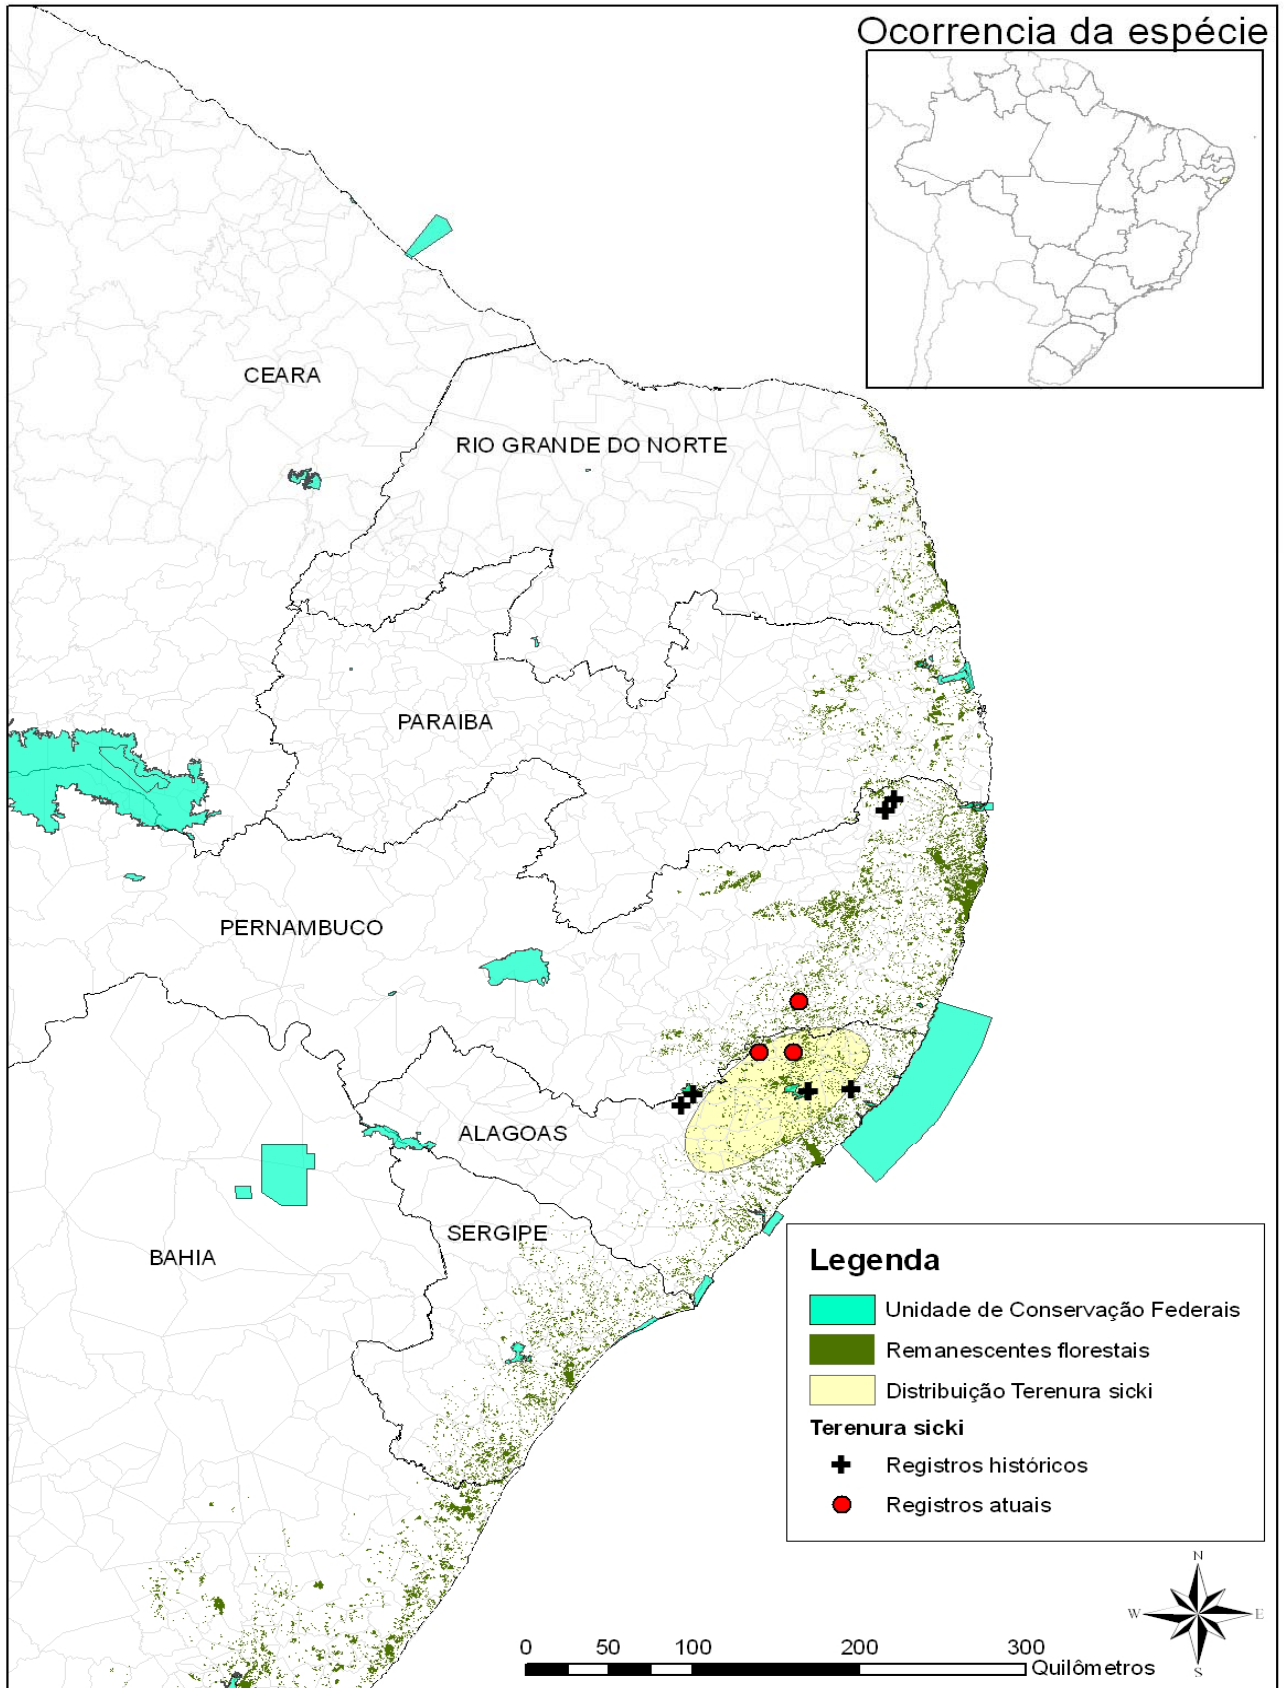 Ocorrencia da espécie
CEARA
RIO GRANDE DO NORTE
PARAIBA
PERNAMBUCO
ALAGOAS
SERGIPE
BAHIA
Legenda
Unidade de Conservação Federais
Remanescentes florestais
Distribuição Terenura sicki
Terenura sicki
Registros históricos
Registros atuais
N
W E
S
0 50 100 200 300
Quilômetros